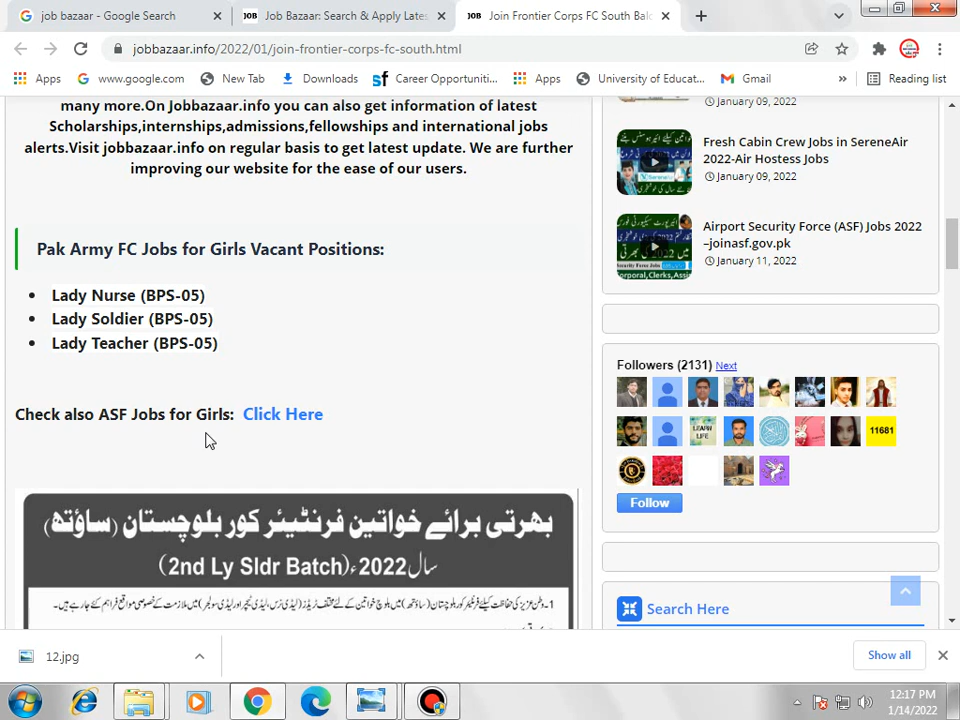 job bazaar - Google Search
JOB Job Bazaar: Search & Apply Lates
JOB Join Frontier Corps FC South Balo
jobbazaar.info/2022/01/join-frontier-corps-fc-south.html
Apps
www.google.com
New Tab
Downloads
Career Opportuniti...
Apps
University of Educat...
Gmail
»
Reading list
many more.On Jobbazaar.info you can also get information of latest
Scholarships,internships,admissions,fellowships and international jobs
alerts.Visit jobbazaar.info on regular basis to get latest update. We are further
improving our website for the ease of our users.
Pak Army FC Jobs for Girls Vacant Positions:
• Lady Nurse (BPS-05)
• Lady Soldier (BPS-05)
• Lady Teacher (BPS-05)
Check also ASF Jobs for Girls: Click Here
بھرتی برائے خواتین فرنٹیئر کور بلوچستان (ساؤتھ)
سال 2022ء (2nd Ly Sldr Batch)
January 09, 2022
Fresh Cabin Crew Jobs in SereneAir
2022-Air Hostess Jobs
January 09, 2022
Airport Security Force (ASF) Jobs 2022
–joinasf.gov.pk
January 11, 2022
Followers (2131) Next
LEARN
LIFE
11681
Follow
Search Here
12.jpg
Show all
12:17 PM
1/14/2022